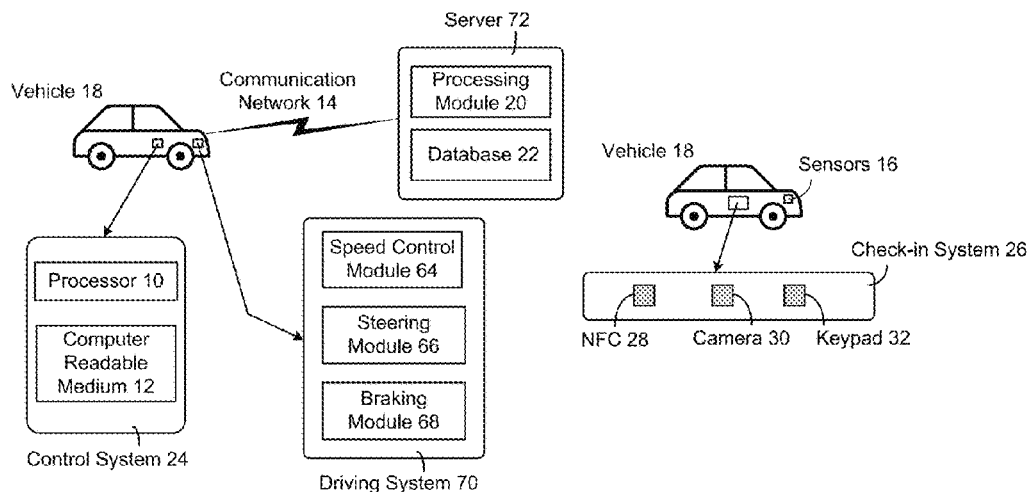 Server 72
Communication
Network 14
Processing
Module 20
Database 22
Vehicle 18
Vehicle 18
Sensors 16
Check-in System 26
NFC 28
Camera 30
Keypad 32
Processor 10
Computer
Readable
Medium 12
Control System 24
Speed Control
Module 64
Steering
Module 66
Braking
Module 68
Driving System 70